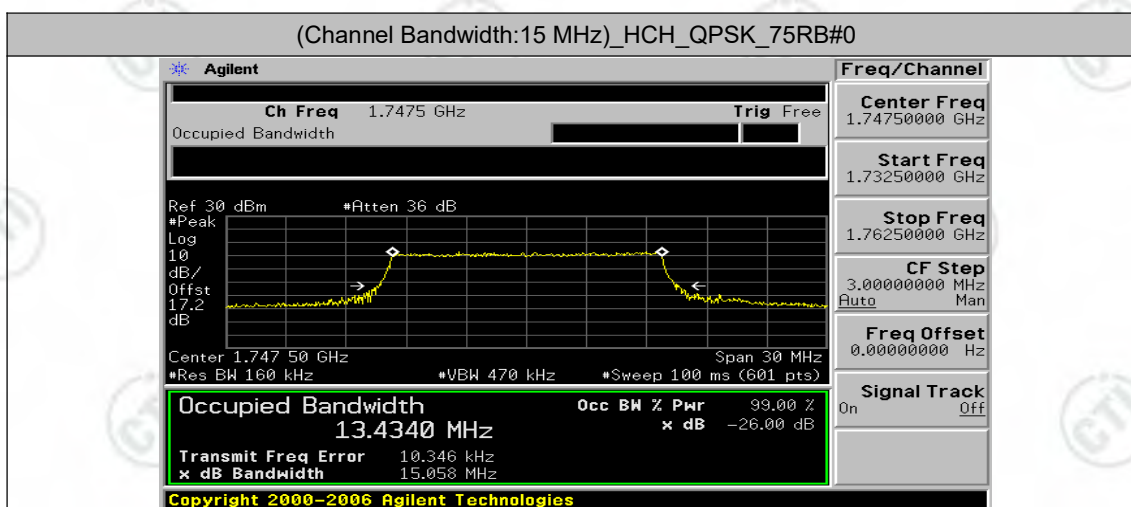 (Channel Bandwidth:15 MHz)_HCH_QPSK_75RB#0
Agilent
Freq/Channel
Ch Freq 1.7475 GHz Trig Free
Occupied Bandwidth
Center Freq
1.74750000 GHz
Start Freq
1.73250000 GHz
Stop Freq
1.76250000 GHz
CF Step
3.00000000 MHz
Auto Man
Freq Offset
0.00000000 Hz
Signal Track
On Off
Ref 30 dBm #Atten 36 dB
#Peak
Log
10
dB/
Offst
17.2
dB
Center 1.747 50 GHz Span 30 MHz
#Res BW 160 kHz #VBW 470 kHz #Sweep 100 ms (601 pts)
Occupied Bandwidth Occ BW % Pwr 99.00 %
13.4340 MHz x dB -26.00 dB
Transmit Freq Error 10.346 kHz
x dB Bandwidth 15.058 MHz
Copyright 2000-2006 Agilent Technologies